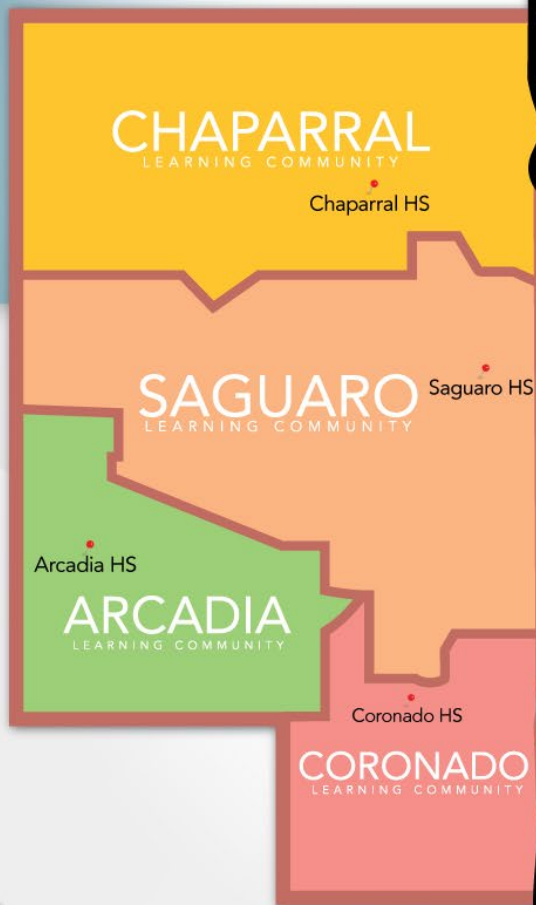 CHAPARRAL
LEARNING COMMUNITY
Chaparral HS
SAGUARO
LEARNING COMMUNITY
Saguaro HS
Arcadia HS
ARCADIA
LEARNING COMMUNITY
Coronado HS
CORONADO
LEARNING COMMUNITY